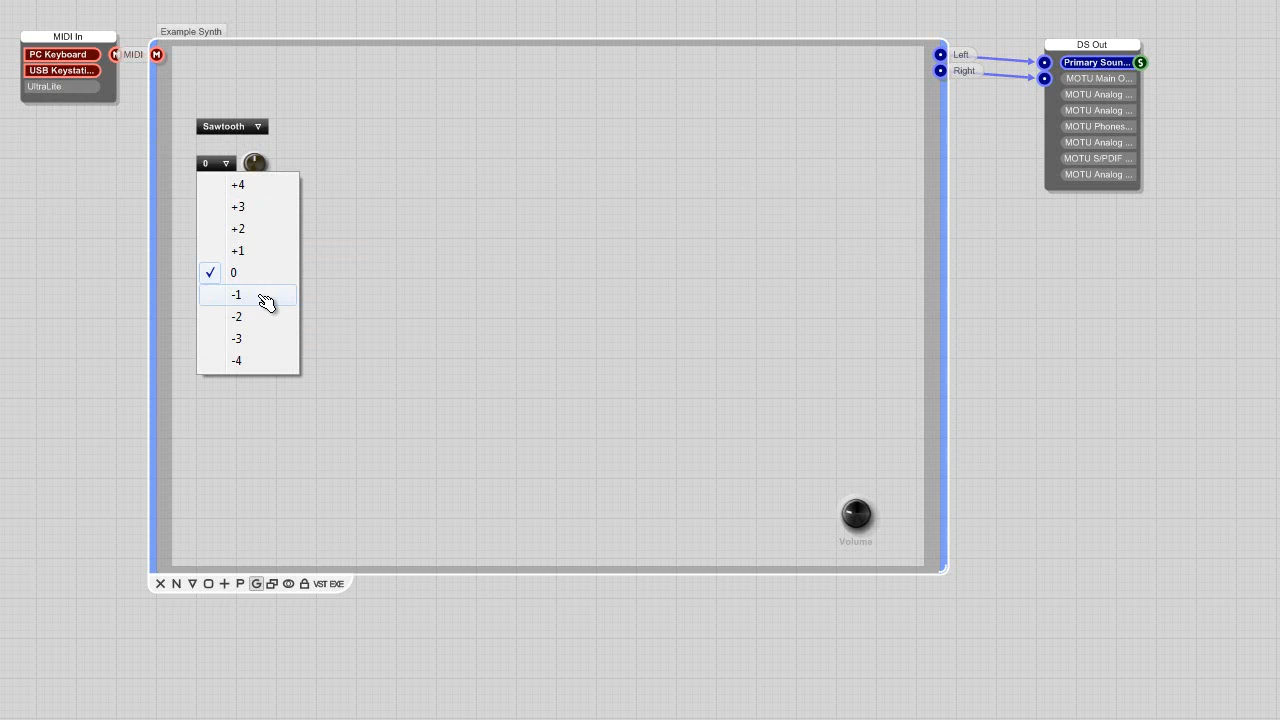 MIDI In
PC Keyboard
USB Keystati...
UltraLite
M
MIDI
M
Example Synth
Sawtooth
0
+4
+3
+2
+1
0
-1
-2
-3
-4
Volume
N
P
G
VST EXE
Left
Right
DS Out
Primary Soun...
S
MOTU Main O...
MOTU Analog ...
MOTU Analog ...
MOTU Phones...
MOTU Analog ...
MOTU S/PDIF ...
MOTU Analog ...